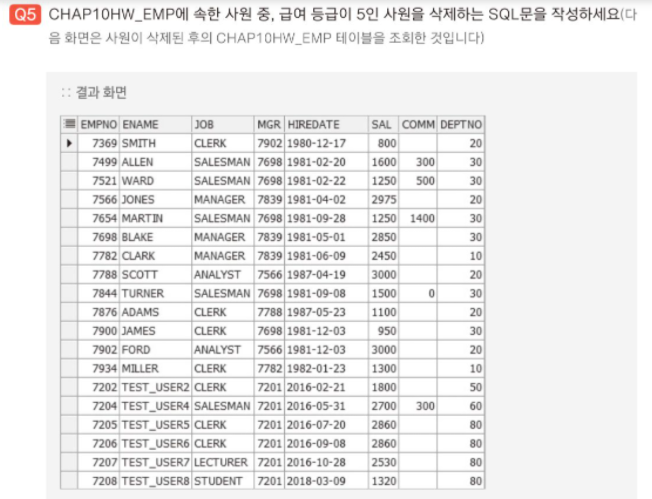 Q5 CHAP10HW_EMP에 속한 사원 중, 급여 등급이 5인 사원을 삭제하는 SQL문을 작성하세요(다
음 화면은 사원이 삭제된 후의 CHAP10HW_EMP 테이블을 조회한 것입니다)
:: 결과 화면
EMPNO ENAME JOB MGR HIREDATE SAL COMM DEPTNO
7369 SMITH CLERK 7902 1980-12-17 800 20
7499 ALLEN SALESMAN 7698 1981-02-20 1600 300 30
7521 WARD SALESMAN 7698 1981-02-22 1250 500 30
7566 JONES MANAGER 7839 1981-04-02 2975 20
7654 MARTIN SALESMAN 7698 1981-09-28 1250 1400 30
7698 BLAKE MANAGER 7839 1981-05-01 2850 30
7782 CLARK MANAGER 7839 1981-06-09 2450 10
7788 SCOTT ANALYST 7566 1987-04-19 3000 20
7844 TURNER SALESMAN 7698 1981-09-08 1500 0 30
7876 ADAMS CLERK 7788 1987-05-23 1100 20
7900 JAMES CLERK 7698 1981-12-03 950 30
7902 FORD ANALYST 7566 1981-12-03 3000 20
7934 MILLER CLERK 7782 1982-01-23 1300 10
7202 TEST_USER2 CLERK 7201 2016-02-21 1800 50
7204 TEST_USER4 SALESMAN 7201 2016-05-31 2700 300 60
7205 TEST_USER5 CLERK 7201 2016-07-20 2860 80
7206 TEST_USER6 CLERK 7201 2016-09-08 2860 80
7207 TEST_USER7 LECTURER 7201 2016-10-28 2530 80
7208 TEST_USER8 STUDENT 7201 2018-03-09 1320 80